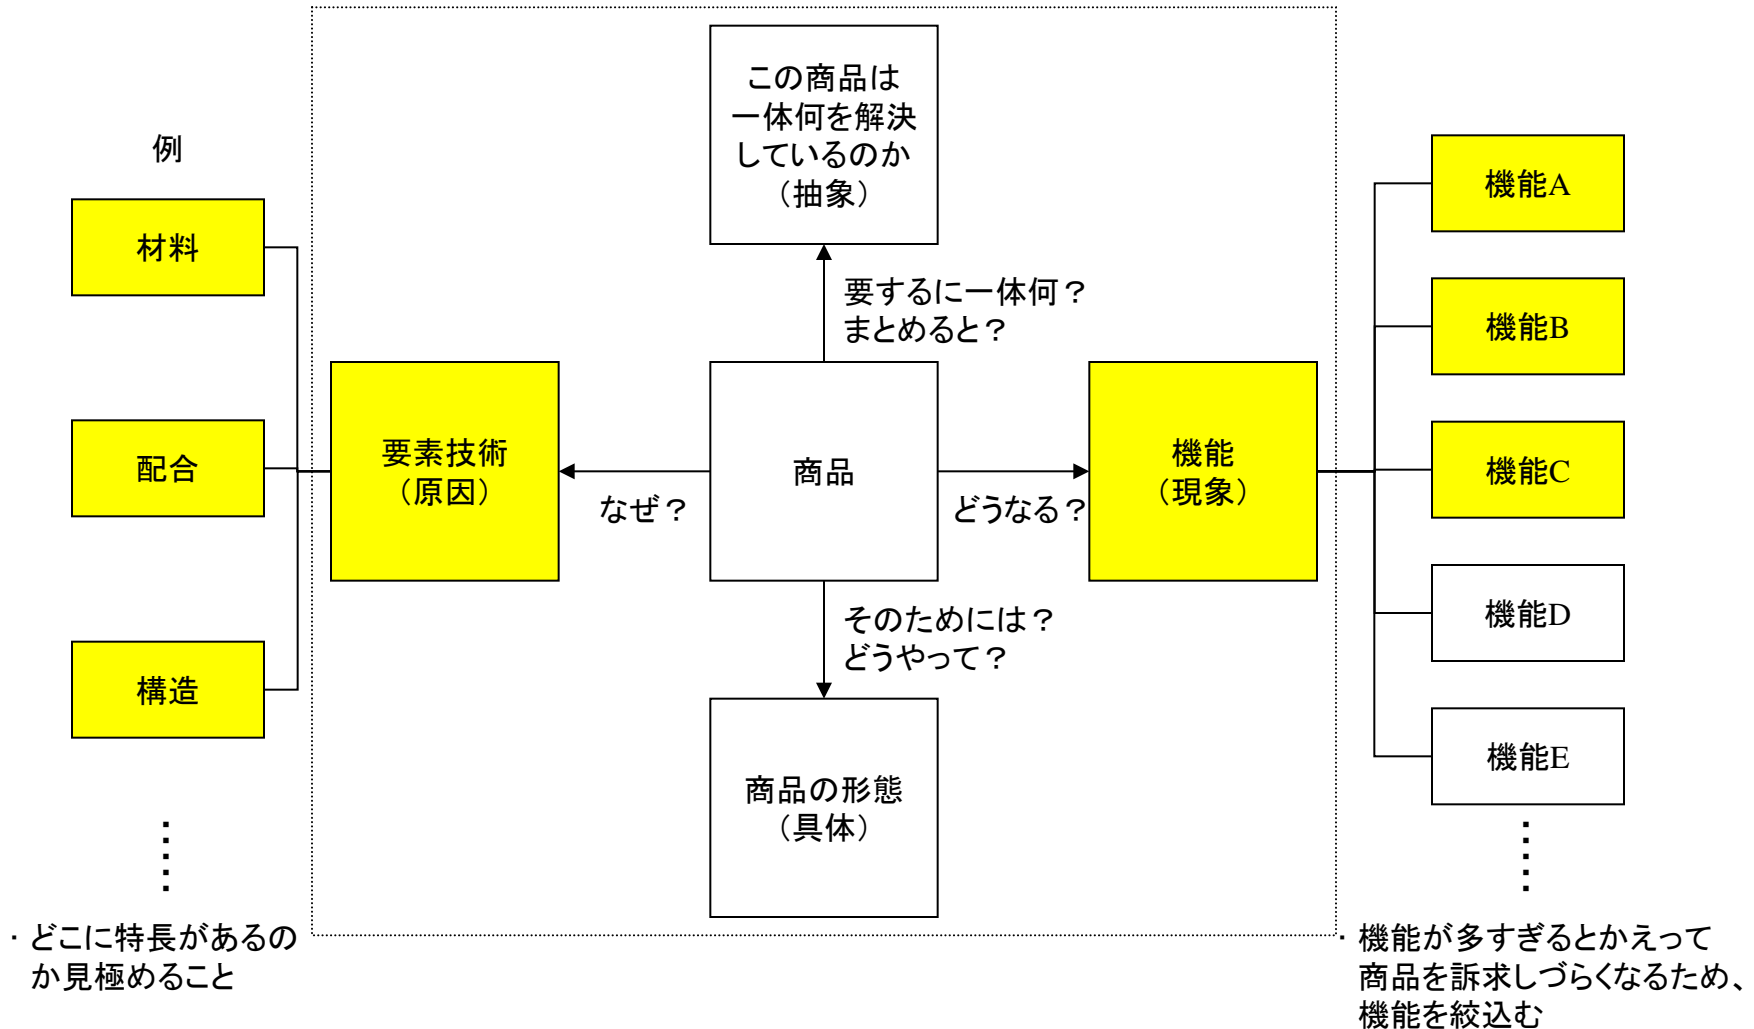 この商品は
一体何を解決
しているのか
（抽象）
例
材料
配合
構造
・どこに特長があるの
か見極めること
要素技術
（原因）
なぜ？
商品
要するに一体何？
まとめると？
どうなる？
機能
（現象）
そのためには？
どうやって？
商品の形態
（具体）
機能A
機能B
機能C
機能D
機能E
・機能が多すぎるとかえって
商品を訴求しづらくなるため、
機能を絞込む